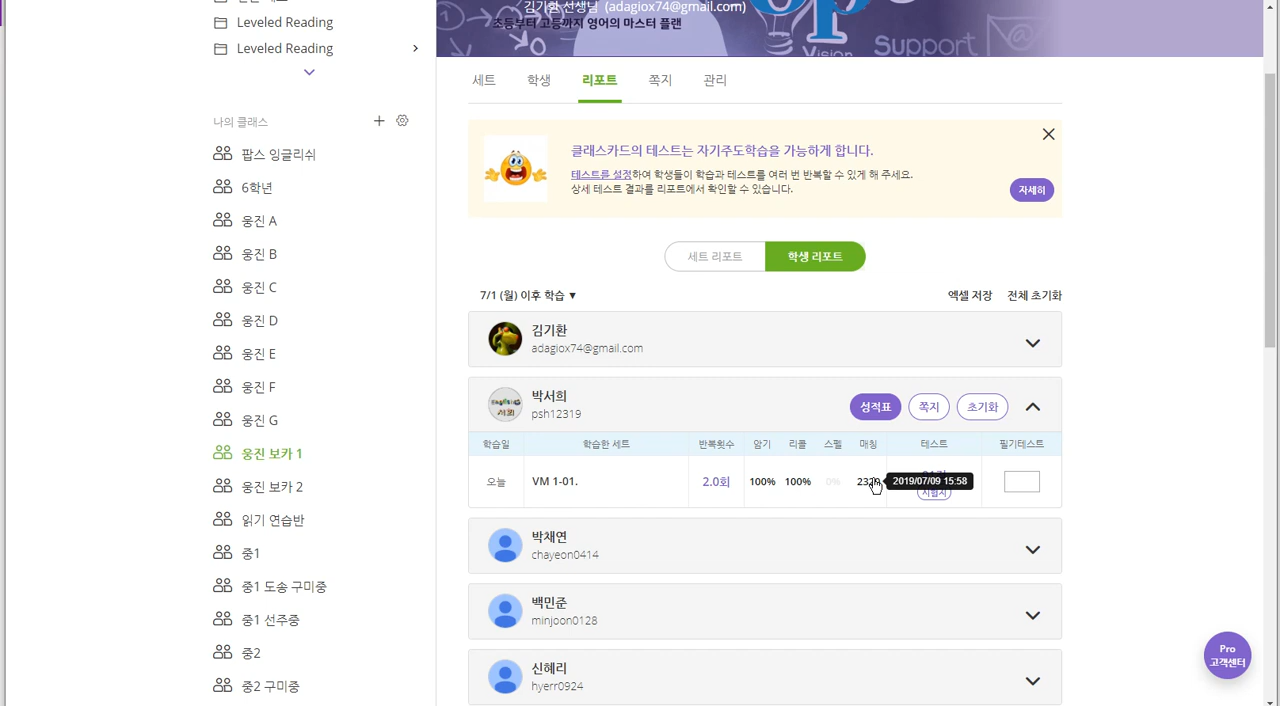 Leveled Reading
Leveled Reading
나의 클래스
팝스 잉글리쉬
6학년
웅진 A
웅진 B
웅진 C
웅진 D
웅진 E
웅진 F
웅진 G
웅진 보카 1
웅진 보카 2
읽기 연습반
중1
중1 도송 구미중
중1 선주중
중2
중2 구미중
김기환 선생님 (adagiox74@gmail.com)
초등부터 고등까지 영어의 마스터 플랜
Vision
Support
세트 학생 리포트 쪽지 관리
클래스카드의 테스트는 자기주도학습을 가능하게 합니다.
테스트를 설정하여 학생들이 학습과 테스트를 여러 번 반복할 수 있게 해 주세요.
상세 테스트 결과를 리포트에서 확인할 수 있습니다.
자세히
세트 리포트 학생 리포트
7/1 (월) 이후 학습 ▼ 엑셀 저장 전체 초기화
김기환
adagiox74@gmail.com
박서희
psh12319
성적표 쪽지 초기화
학습일 학습한 세트 반복횟수 암기 리콜 스펠 매칭 테스트 필기테스트
오늘 VM 1-01. 2.0회 100% 100% 0% 2019/07/09 15:58
시험지
박채연
chayeon0414
백민준
minjoon0128
신혜리
hyerr0924
Pro
고객센터